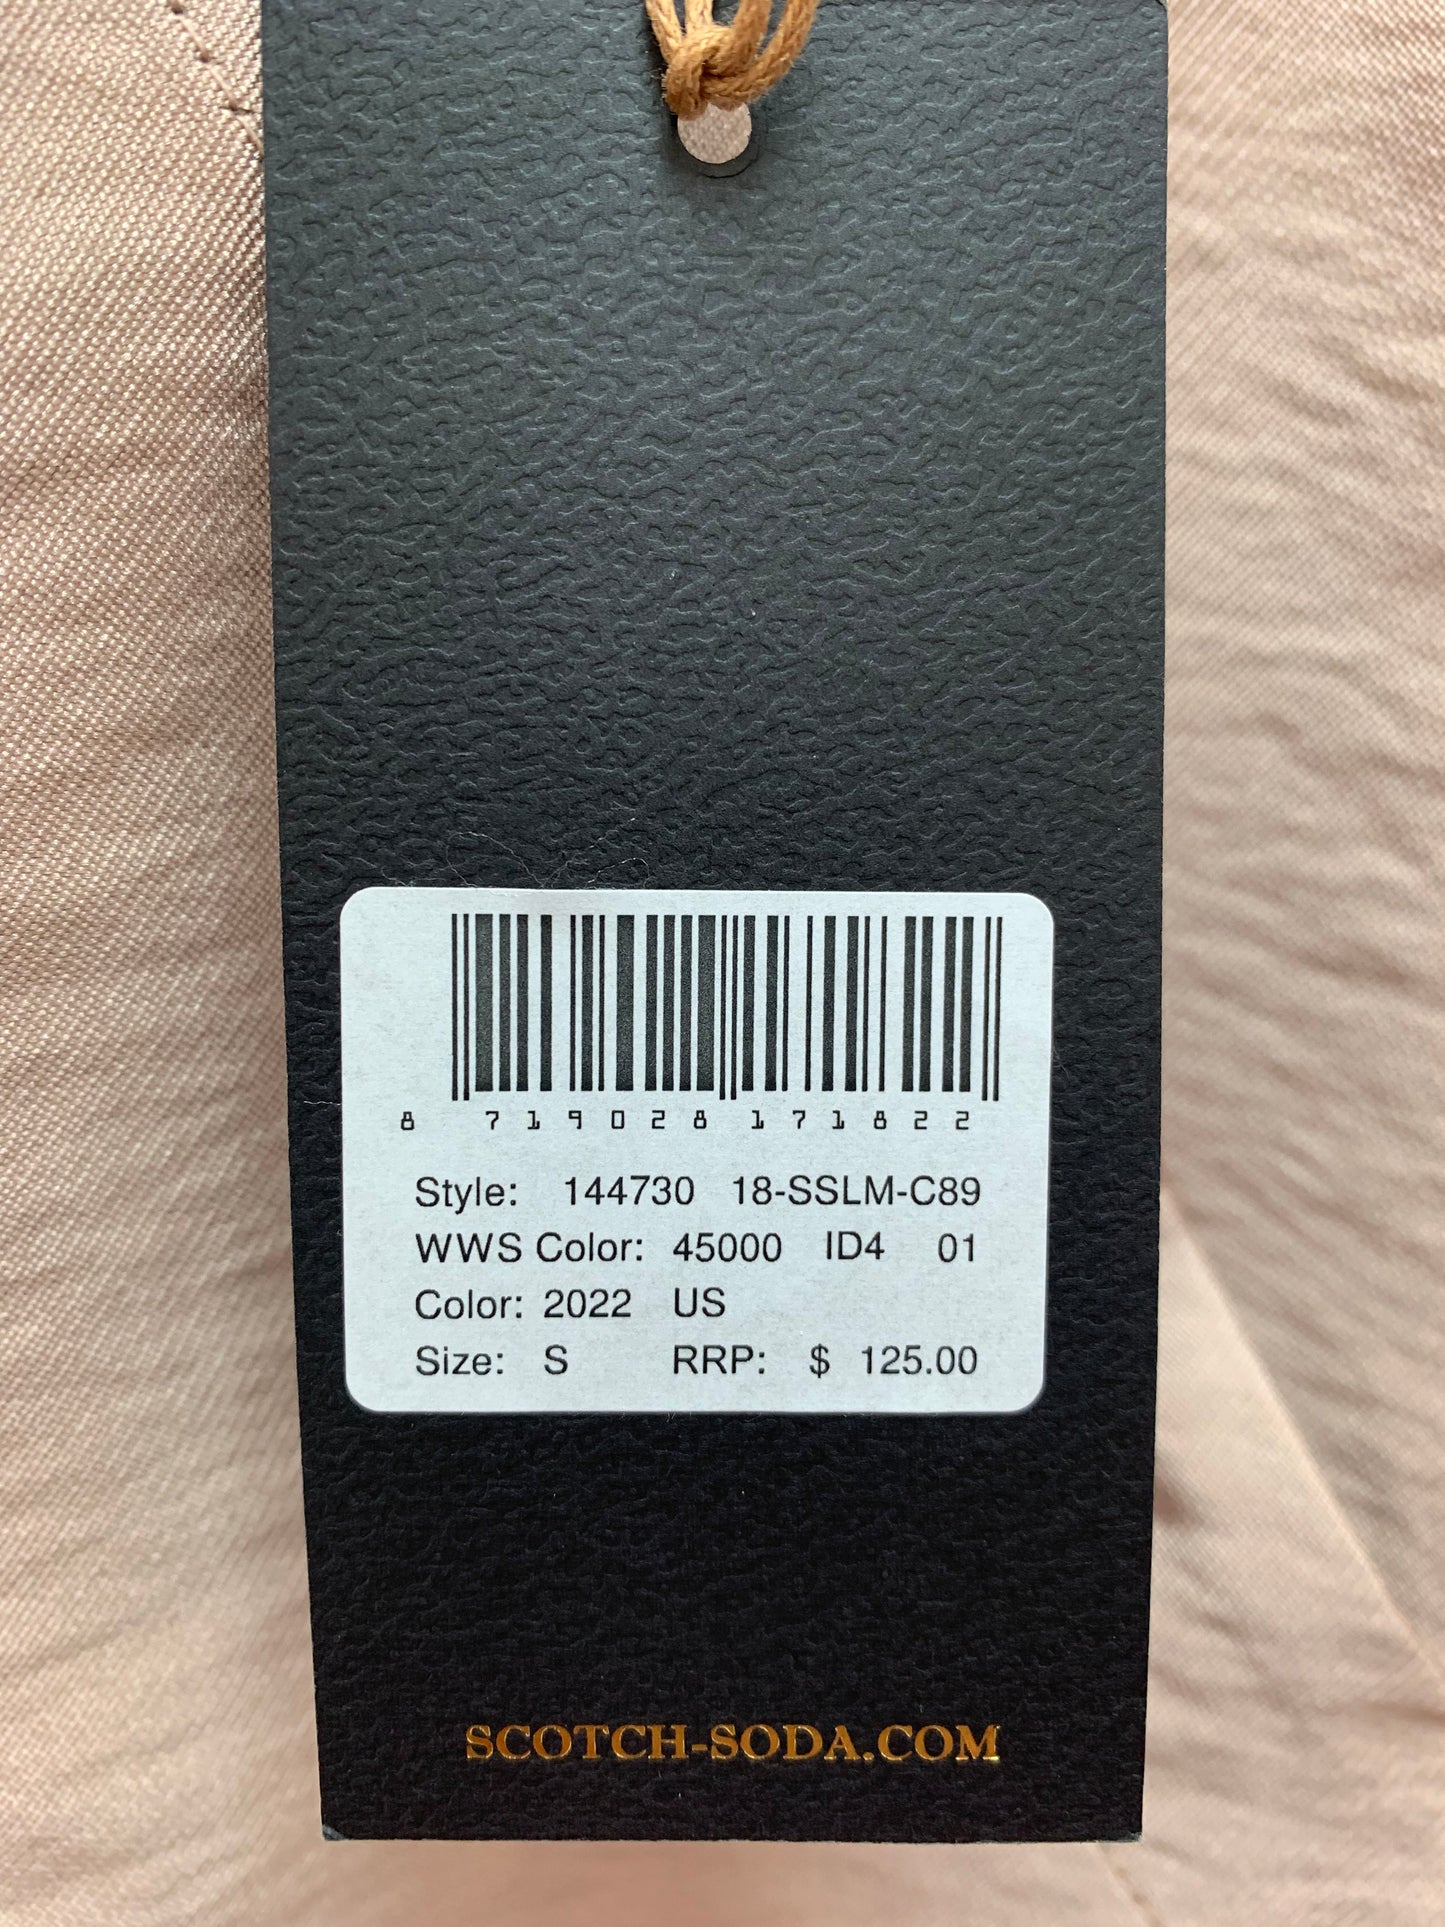 8 719028 171822
Style: 144730 18-SSLM-C89
WWS Color: 45000 ID4 01
Color: 2022 US
Size: S RRP: $ 125.00
SCOTCH-SODA.COM